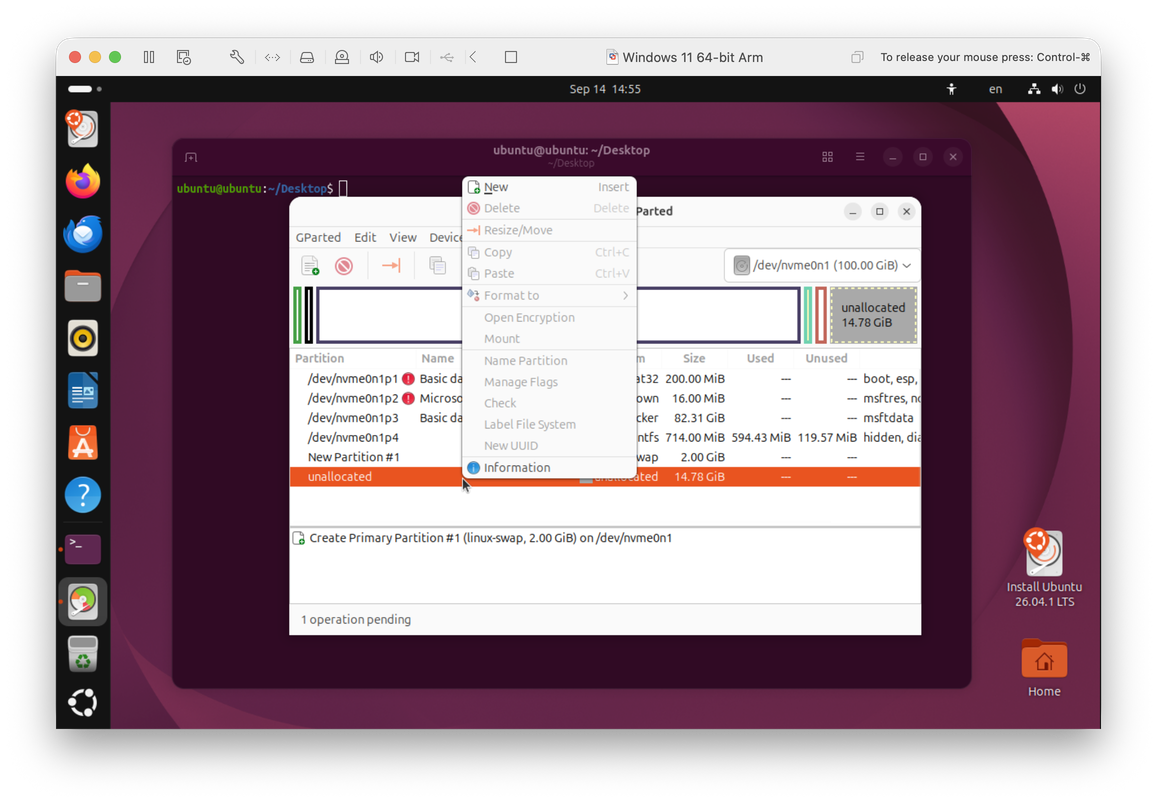 Windows 11 64-bit Arm
To release your mouse press: Control-⌘
Sep 14 14:55
en
ubuntu@ubuntu: ~/Desktop
~/Desktop
ubuntu@ubuntu:~/Desktop$
Parted
GParted Edit View Device
/dev/nvme0n1 (100.00 GiB)
unallocated
14.78 GiB
New Insert
Delete Delete
Resize/Move
Copy Ctrl+C
Paste Ctrl+V
Format to
Open Encryption
Mount
Name Partition
Manage Flags
Check
Label File System
New UUID
Information
Partition Name m Size Used Unused
/dev/nvme0n1p1 Basic da at32 200.00 MiB --- --- boot, esp,
/dev/nvme0n1p2 Microso own 16.00 MiB --- --- msftres, no
/dev/nvme0n1p3 Basic da cker 82.31 GiB --- --- msftdata
/dev/nvme0n1p4 ntfs 714.00 MiB 594.43 MiB 119.57 MiB hidden, dia
New Partition #1 wap 2.00 GiB --- ---
unallocated unallocated 14.78 GiB --- ---
Create Primary Partition #1 (linux-swap, 2.00 GiB) on /dev/nvme0n1
1 operation pending
Install Ubuntu
26.04.1 LTS
Home